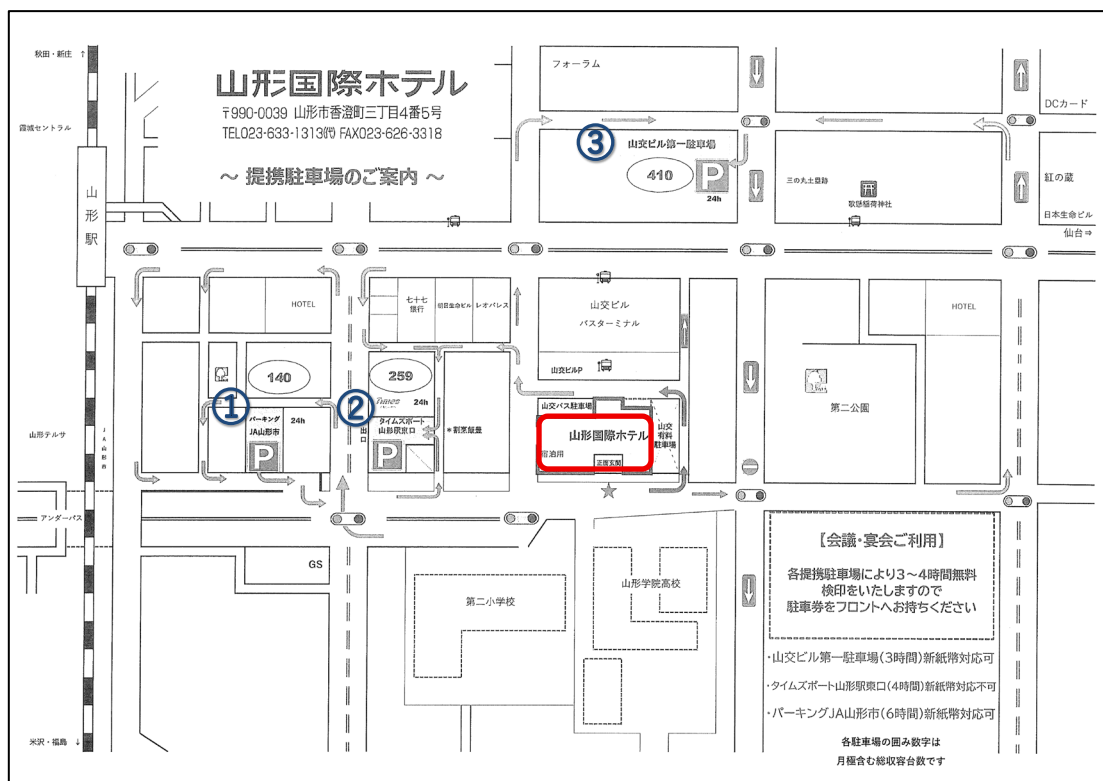 秋田・新庄 ↑
霞城セントラル
山形駅
山形国際ホテル
〒990-0039 山形市香澄町三丁目4番5号
TEL023-633-1313㈹ FAX023-626-3318
～ 提携駐車場のご案内 ～
フォーラム
③
山交ビル第一駐車場
410
P
24h
三の丸土塁跡
歌懸稲荷神社
DCカード
紅の蔵
日本生命ビル
仙台⇒
HOTEL
七十七
銀行
朝日生命ビル
レオパレス
山交ビル
バスターミナル
山交ビルP
HOTEL
第二公園
①
140
パーキング
JA山形市
24h
P
②
259
Times
24h
タイムズポート
山形駅東口
P
出口
*割烹飯豊
山交バス駐車場
山形国際ホテル
宿泊用
正面玄関
山交
有料
駐車場
★
山形テルサ
JA山形市
アンダーパス
GS
第二小学校
山形学院高校
【会議・宴会ご利用】
各提携駐車場により3～4時間無料
検印をいたしますので
駐車券をフロントへお持ちください
・山交ビル第一駐車場(3時間)新紙幣対応可
・タイムズポート山形駅東口(4時間)新紙幣対応不可
・パーキングJA山形市(6時間)新紙幣対応可
各駐車場の囲み数字は
月極含む総収容台数です
米沢・福島 ↓